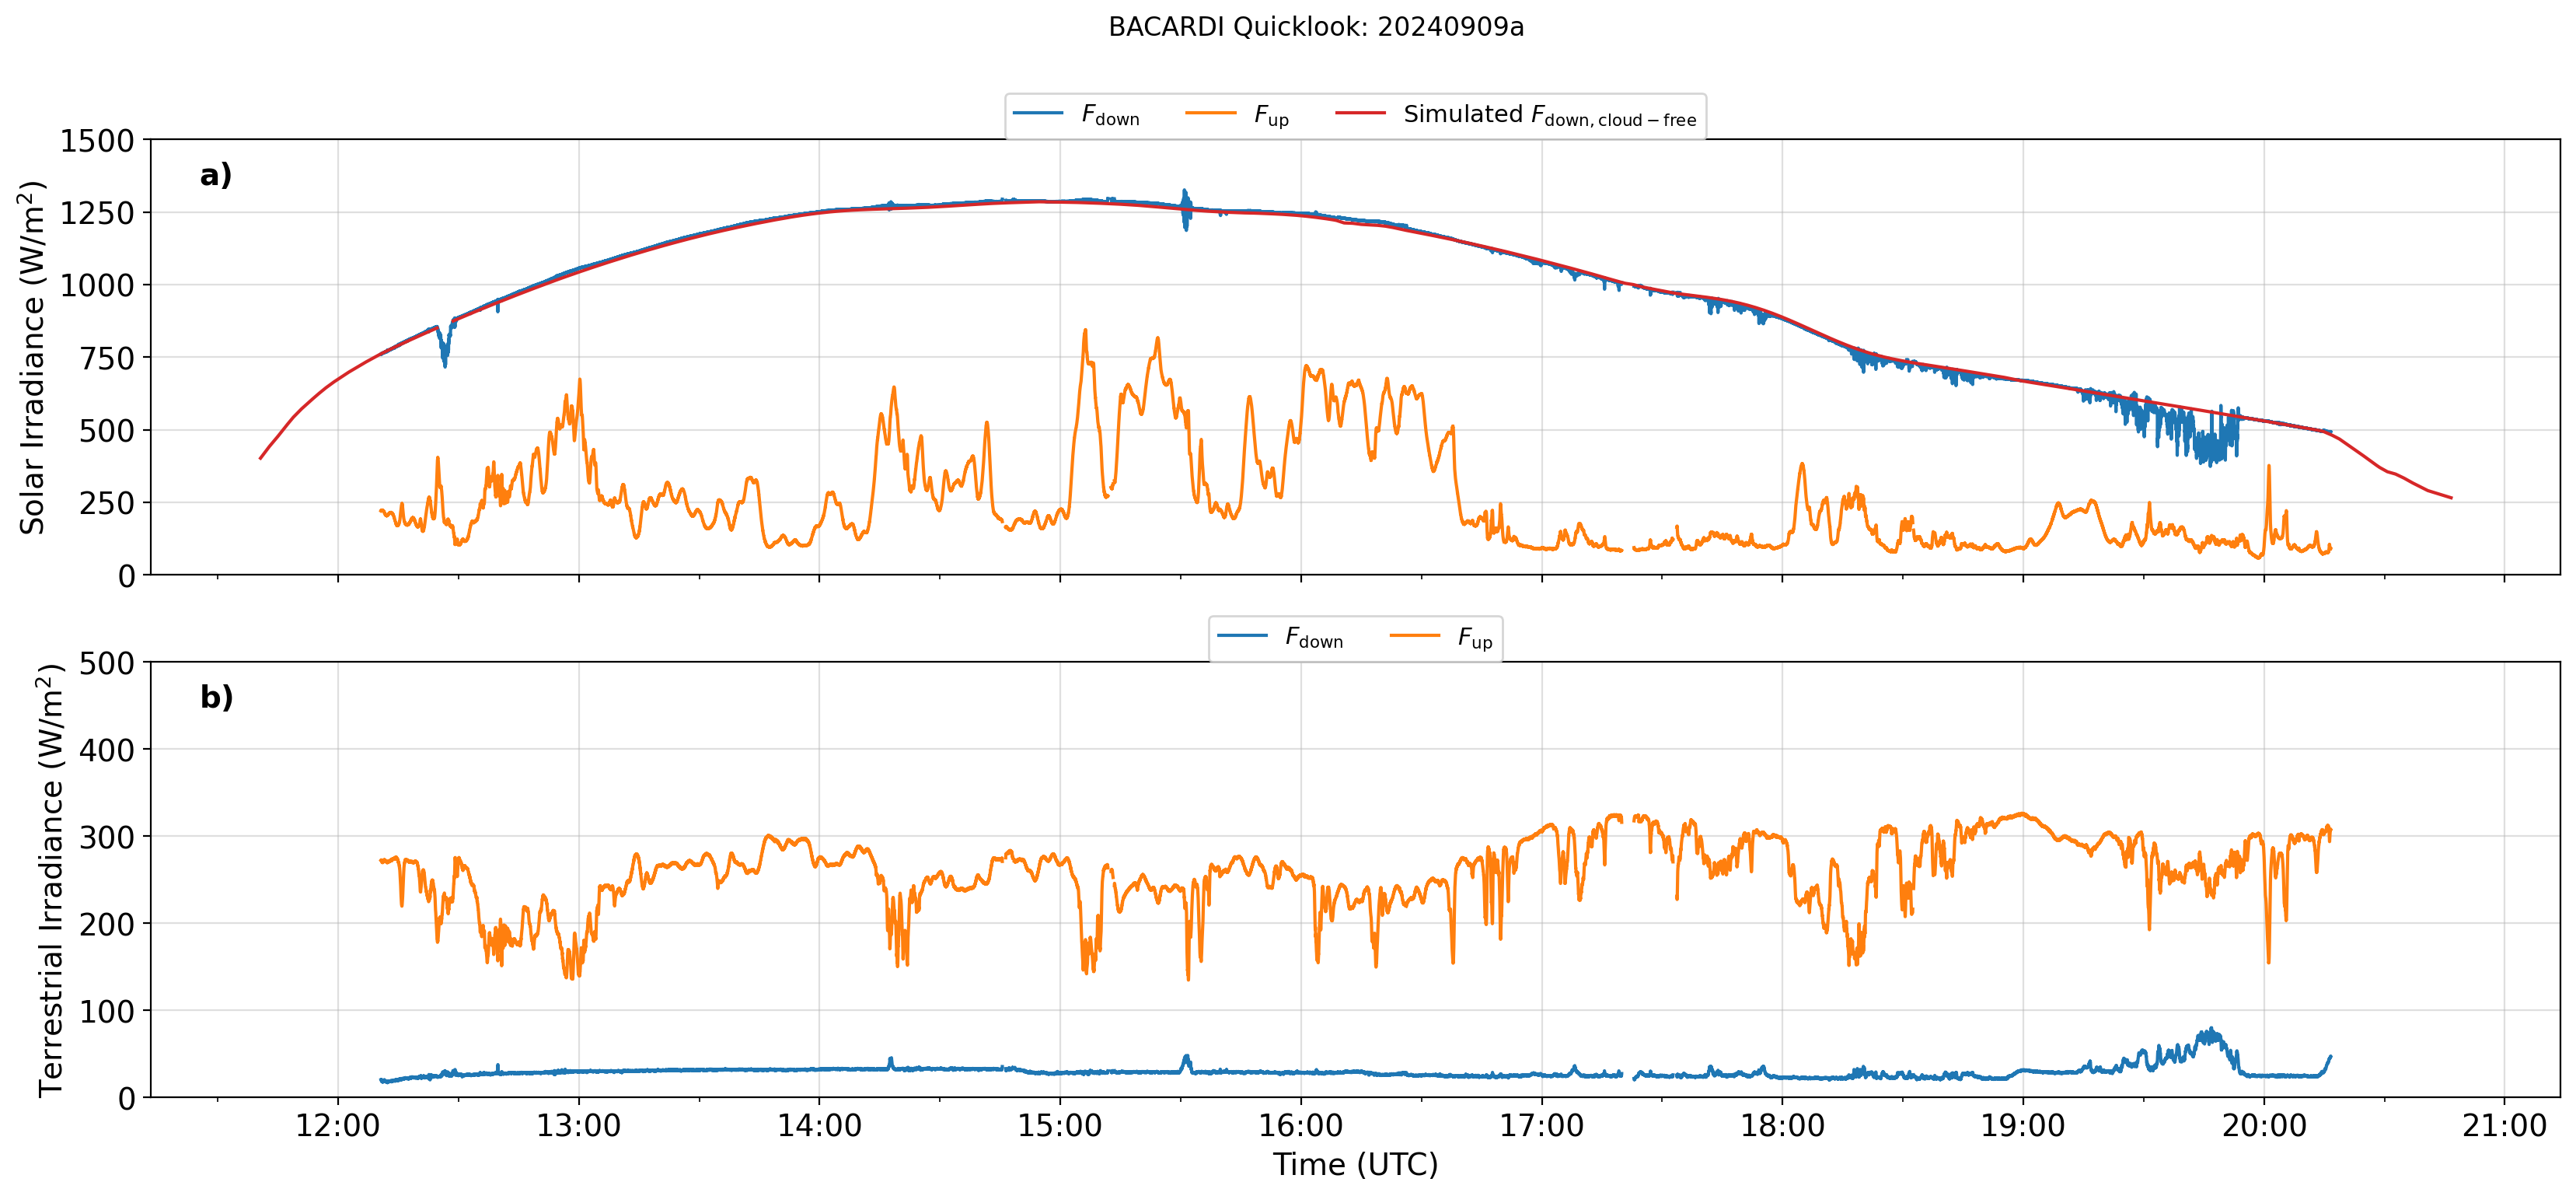 BACARDI Quicklook: 20240909a
F_down F_up Simulated F_down, cloud−free
a)
Solar Irradiance (W/m²)
1500
1250
1000
750
500
250
0
F_down F_up
b)
Terrestrial Irradiance (W/m²)
500
400
300
200
100
0
12:00 13:00 14:00 15:00 16:00 17:00 18:00 19:00 20:00 21:00
Time (UTC)